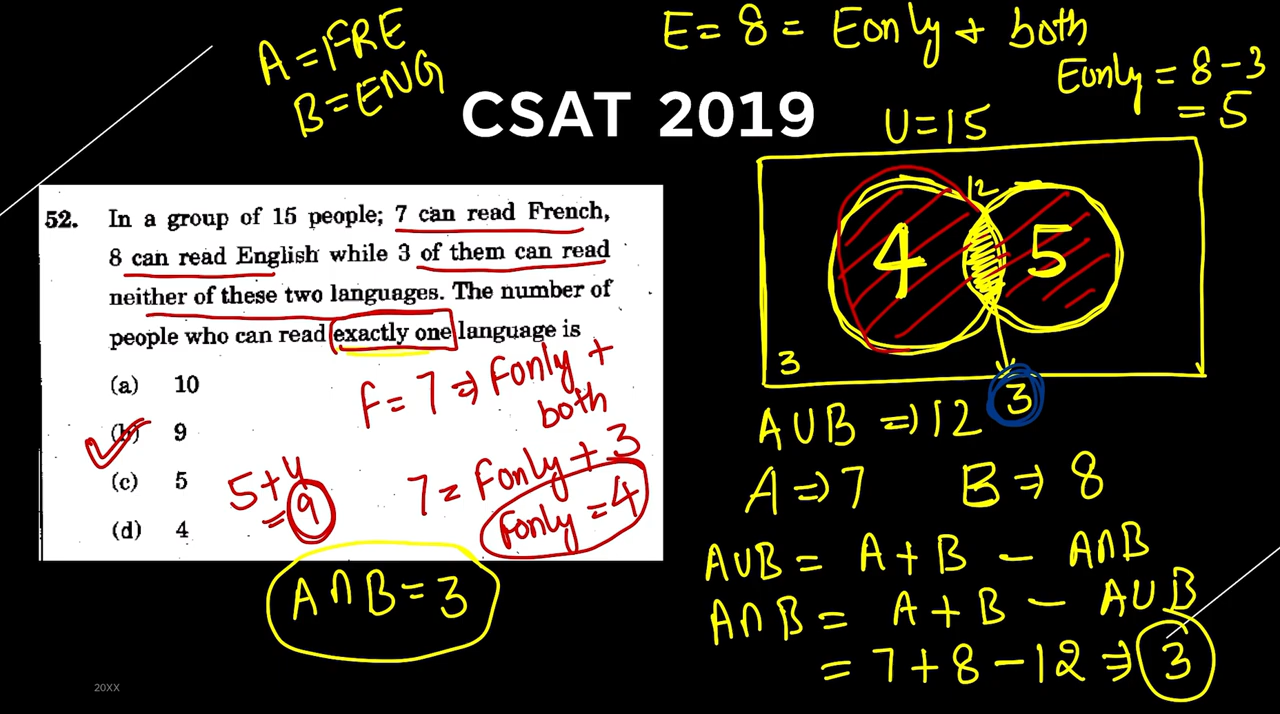 A = FRE
B = ENG
E = 8 = Eonly + both
Eonly = 8 - 3
= 5
CSAT 2019
U = 15
52. In a group of 15 people; 7 can read French,
8 can read English while 3 of them can read
neither of these two languages. The number of
people who can read exactly one language is
(a) 10
(b) 9
(c) 5
(d) 4
F = 7 ⇒ Fonly +
both
7 = Fonly + 3
Fonly = 4
5 + 4
= 9
A ∩ B = 3
12
4
5
3
3
A ∪ B ⇒ 12
A ⇒ 7 B ⇒ 8
A∪B = A + B - A∩B
A∩B = A + B - A∪B
= 7 + 8 - 12 ⇒ 3
20XX